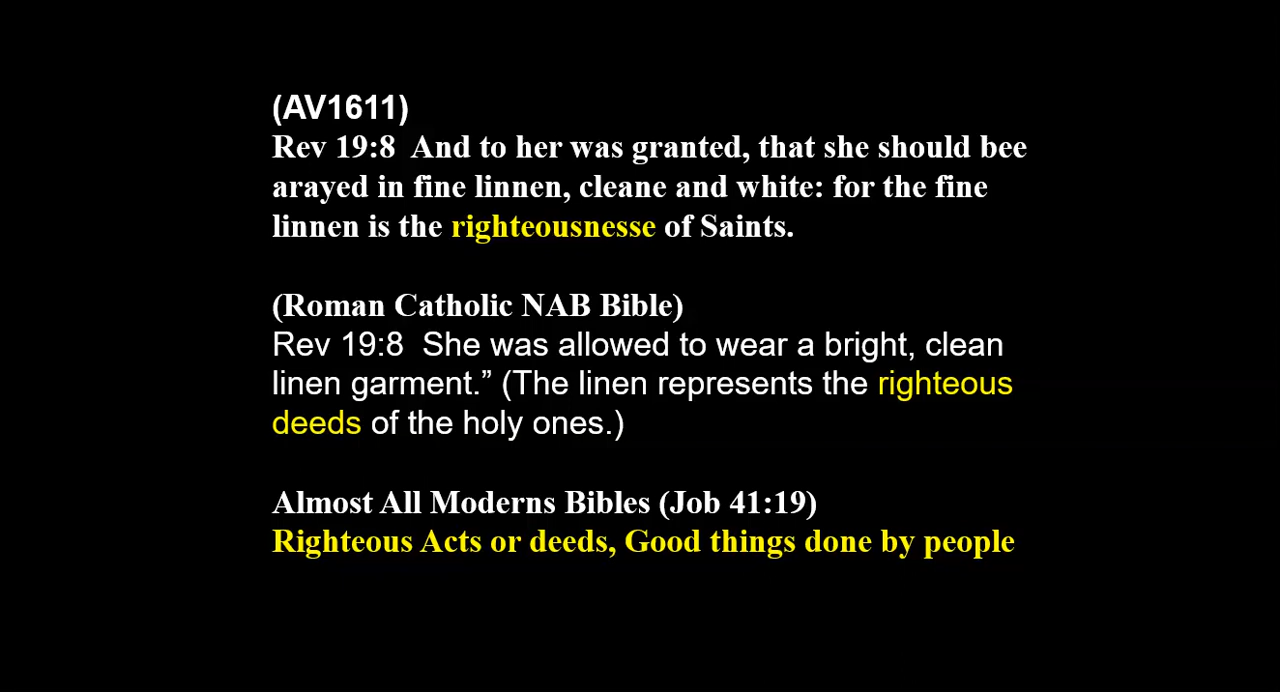 (AV1611)
Rev 19:8  And to her was granted, that she should bee
arayed in fine linnen, cleane and white: for the fine
linnen is the righteousnesse of Saints.
(Roman Catholic NAB Bible)
Rev 19:8  She was allowed to wear a bright, clean
linen garment.” (The linen represents the righteous
deeds of the holy ones.)
Almost All Moderns Bibles (Job 41:19)
Righteous Acts or deeds, Good things done by people